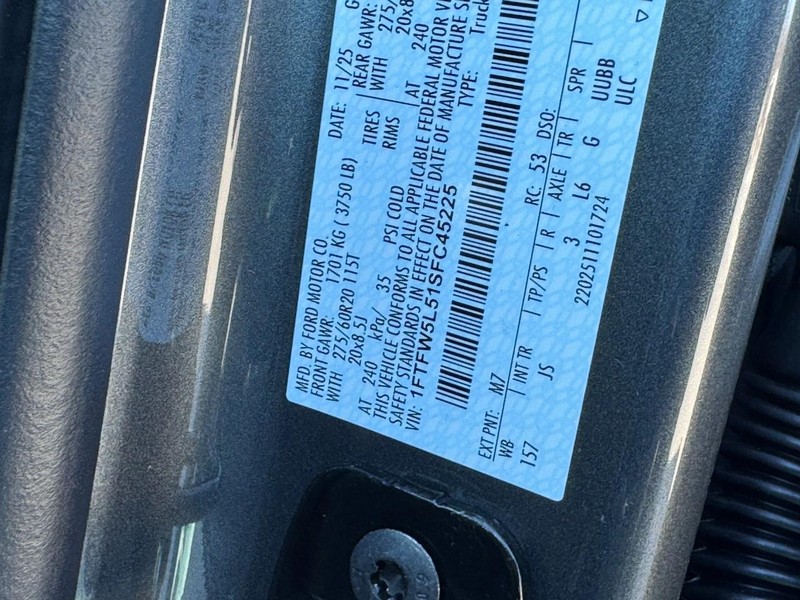 MFD. BY FORD MOTOR CO.
DATE: 11/25
FRONT GAWR: 1701 KG ( 3750 LB)
REAR GAWR:
WITH 275/60R20 115T TIRES
WITH 275/
20x8.5J RIMS
20x8
AT 240 kPa/ 35 PSI COLD
AT 240
THIS VEHICLE CONFORMS TO ALL APPLICABLE FEDERAL MOTOR
SAFETY STANDARDS IN EFFECT ON THE DATE OF MANUFACTURE
VIN: 1FTFW5L51SFC45225
TYPE: Truck
EXT PNT: M7 RC: 53 DSO:
WB | INT TR | TP/PS | R | AXLE | TR | SPR |
157 JS 3 L6 G UUBB
2202511101724 ULC